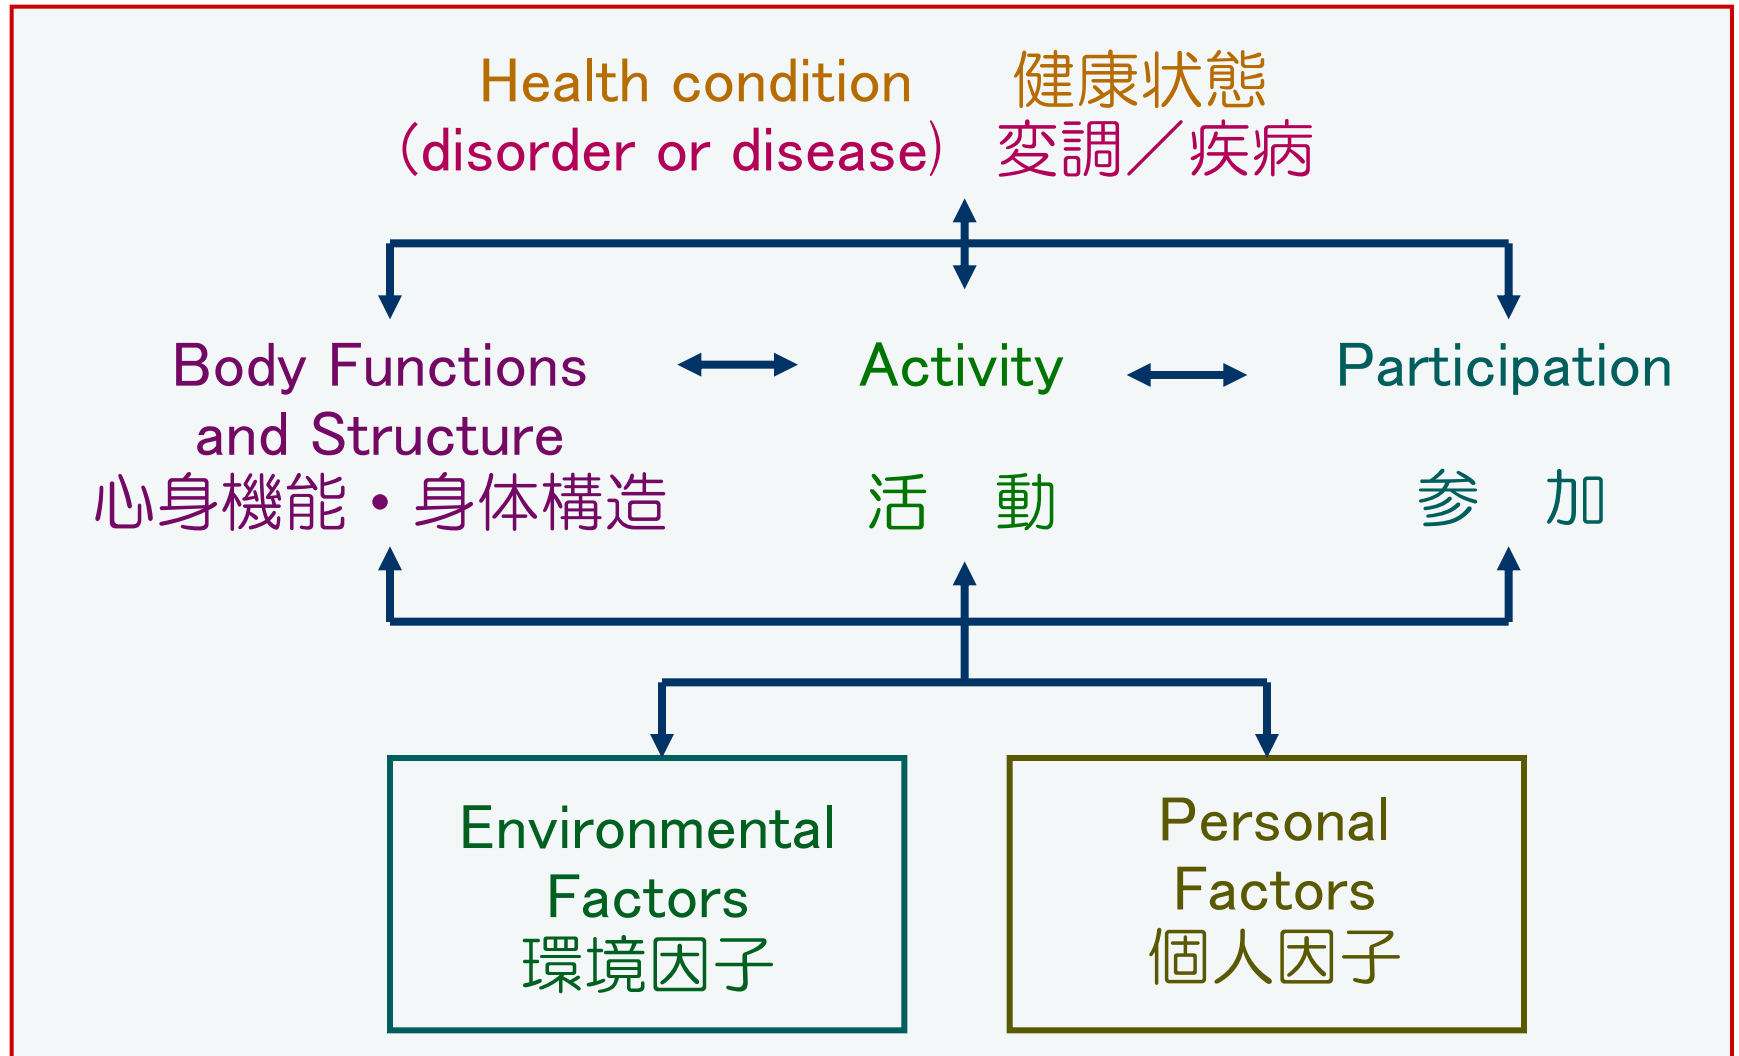 Health condition　健康状態
(disorder or disease)　変調／疾病
Body Functions
and Structure
心身機能・身体構造
Activity
活　動
Participation
参　加
Environmental
Factors
環境因子
Personal
Factors
個人因子